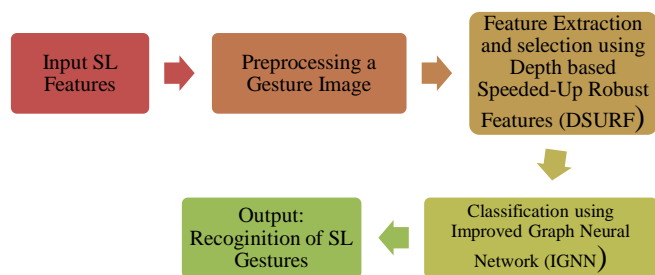 Input SL
Features
Preprocessing a
Gesture Image
Feature Extraction
and selection using
Depth based
Speeded-Up Robust
Features (DSURF)
Classification using
Improved Graph Neural
Network (IGNN)
Output:
Recoginition of SL
Gestures